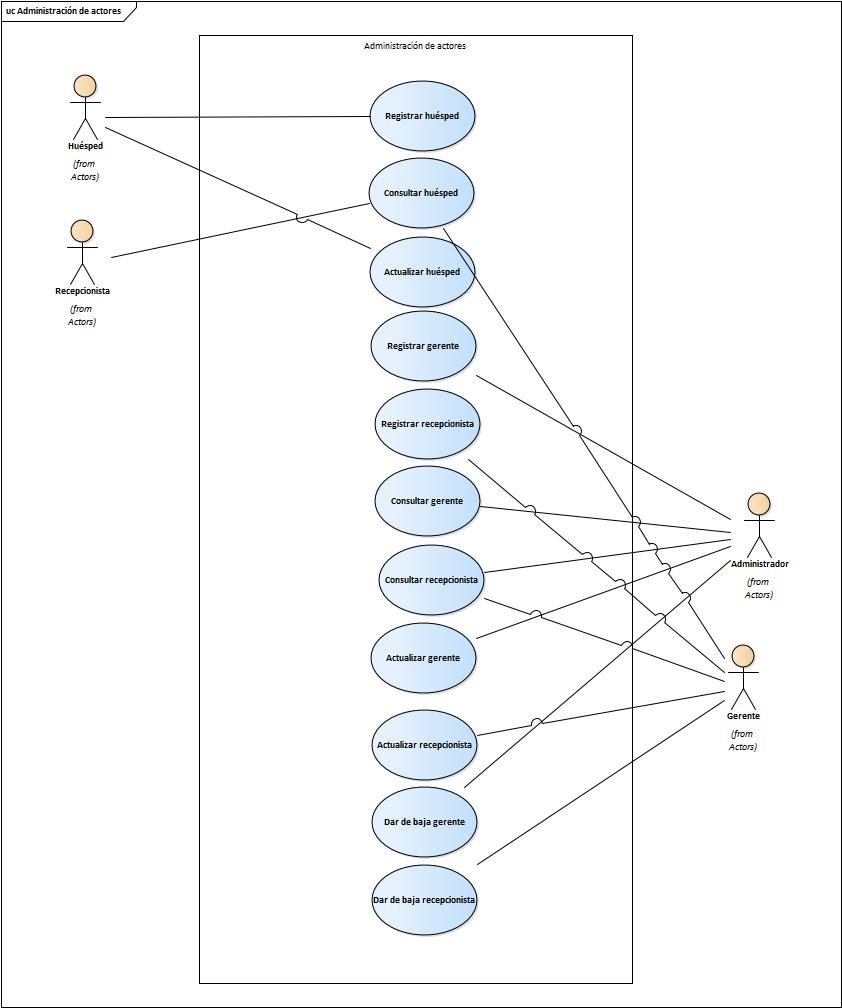 uc Administración de actores
Administración de actores
Huésped
(from
Actors)
Recepcionista
(from
Actors)
Registrar huésped
Consultar huésped
Actualizar huésped
Registrar gerente
Registrar recepcionista
Consultar gerente
Consultar recepcionista
Actualizar gerente
Actualizar recepcionista
Dar de baja gerente
Dar de baja recepcionista
Administrador
(from
Actors)
Gerente
(from
Actors)